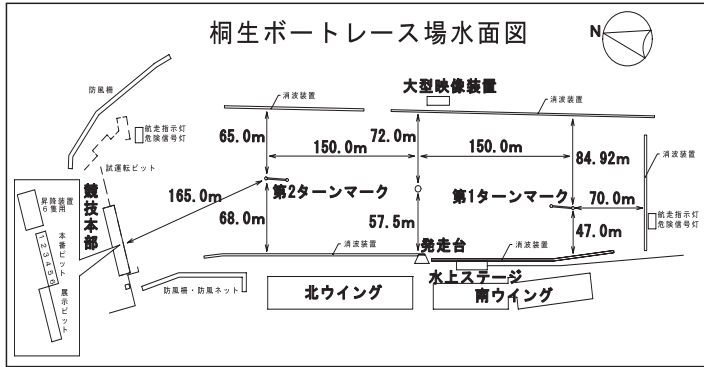 桐生ボートレース場水面図
N
防風柵
消波装置
大型映像装置
消波装置
航走指示灯
危険信号灯
65.0m
72.0m
150.0m
150.0m
84.92m
消波装置
試運転ピット
165.0m
第2ターンマーク
第1ターンマーク
70.0m
競技本部
昇降装置
6隻用
68.0m
57.5m
47.0m
航走指示灯
危険信号灯
本番ピット
1 2 3 4 5 6
展示ピット
消波装置
発走台
消波装置
水上ステージ
防風柵・防風ネット
北ウイング
南ウイング